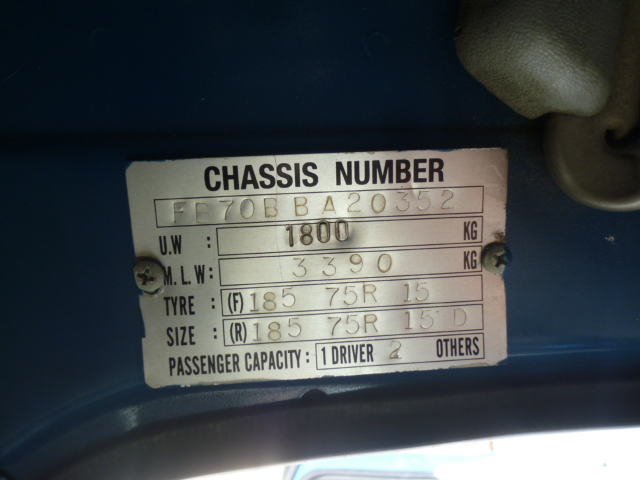 CHASSIS NUMBER
FB70BBA20352
U.W : 1800 KG
M.L.W: 3390 KG
TYRE : (F) 185 75R 15
SIZE : (R) 185 75R 15 D
PASSENGER CAPACITY: 1 DRIVER 2 OTHERS